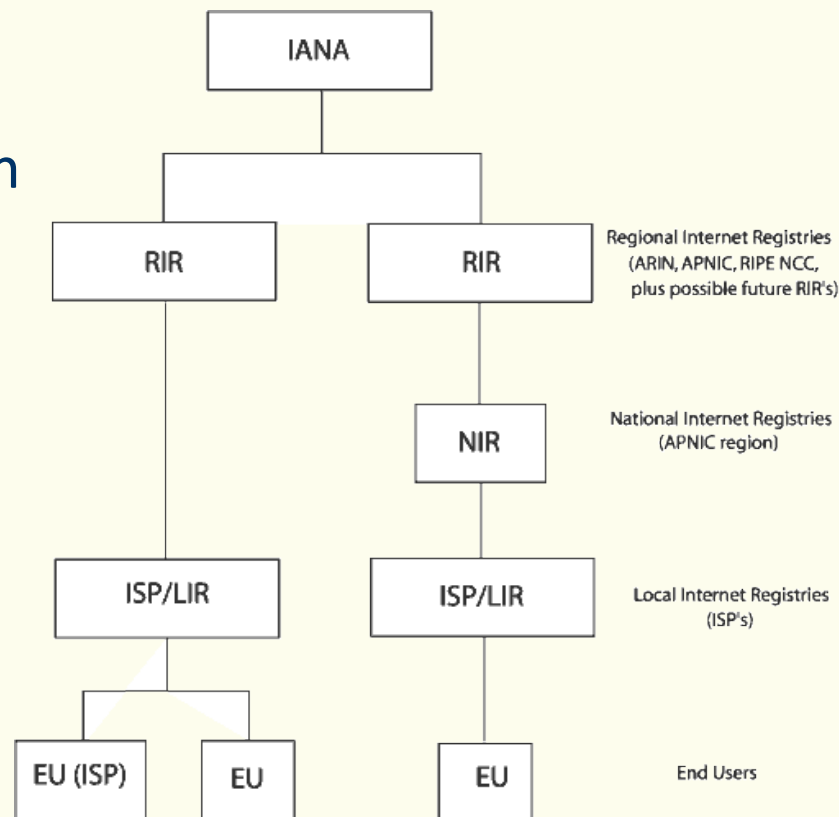 IANA
n
RIR
RIR
Regional Internet Registries
(ARIN, APNIC, RIPE NCC,
plus possible future RIR's)
NIR
National Internet Registries
(APNIC region)
ISP/LIR
ISP/LIR
Local Internet Registries
(ISP's)
EU (ISP)
EU
EU
End Users